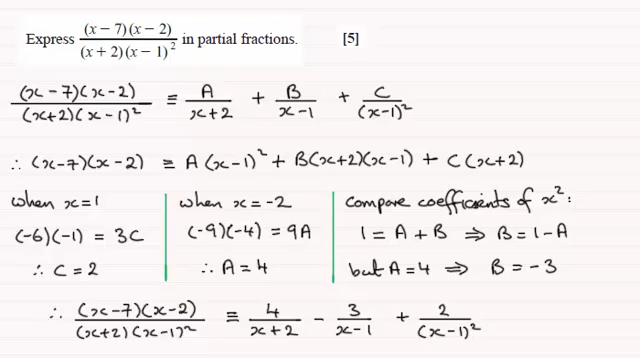 Express (x − 7)(x − 2) / (x + 2)(x − 1)² in partial fractions. [5]
(x−7)(x−2) / (x+2)(x−1)² ≡ A/(x+2) + B/(x−1) + C/(x−1)²
∴ (x−7)(x−2) ≡ A(x−1)² + B(x+2)(x−1) + C(x+2)
when x=1
(−6)(−1) = 3C
∴ C = 2
when x=−2
(−9)(−4) = 9A
∴ A = 4
compare coefficients of x²:
1 = A + B ⇒ B = 1−A
but A=4 ⇒ B = −3
∴ (x−7)(x−2) / (x+2)(x−1)² ≡ 4/(x+2) − 3/(x−1) + 2/(x−1)²